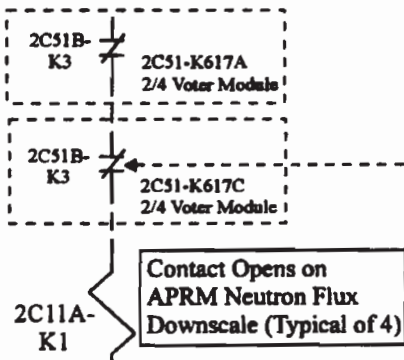 2C51B-
K3
2C51-K617A
2/4 Voter Module
2C51B-
K3
2C51-K617C
2/4 Voter Module
Contact Opens on
APRM Neutron Flux
Downscale (Typical of 4)
2C11A-
K1